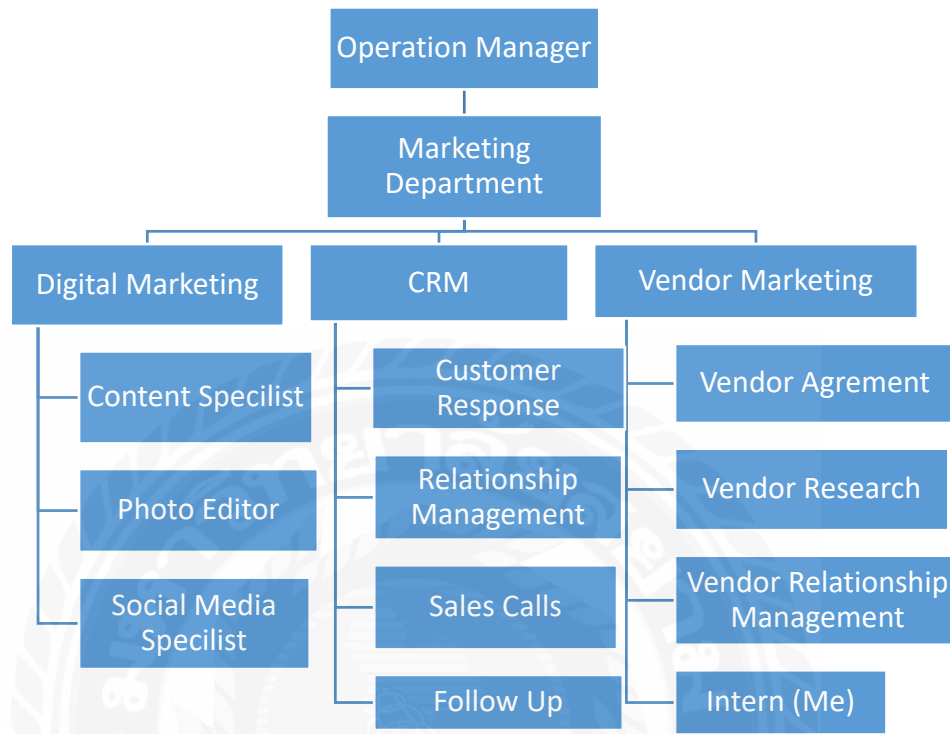 Operation Manager
Marketing
Department
Digital Marketing
CRM
Vendor Marketing
Content Specilist
Photo Editor
Social Media
Specilist
Customer
Response
Relationship
Management
Sales Calls
Follow Up
Vendor Agrement
Vendor Research
Vendor Relationship
Management
Intern (Me)